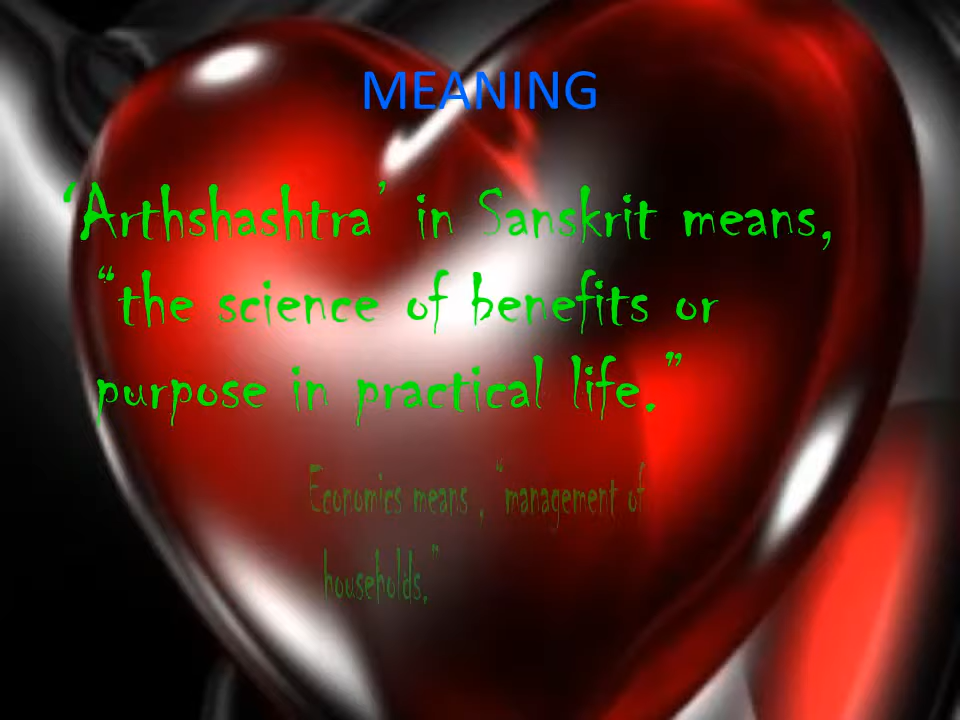 MEANING
‘Arthshashtra’ in Sanskrit means,
“the science of benefits or
purpose in practical life.”
Economics means , “management of
households.”